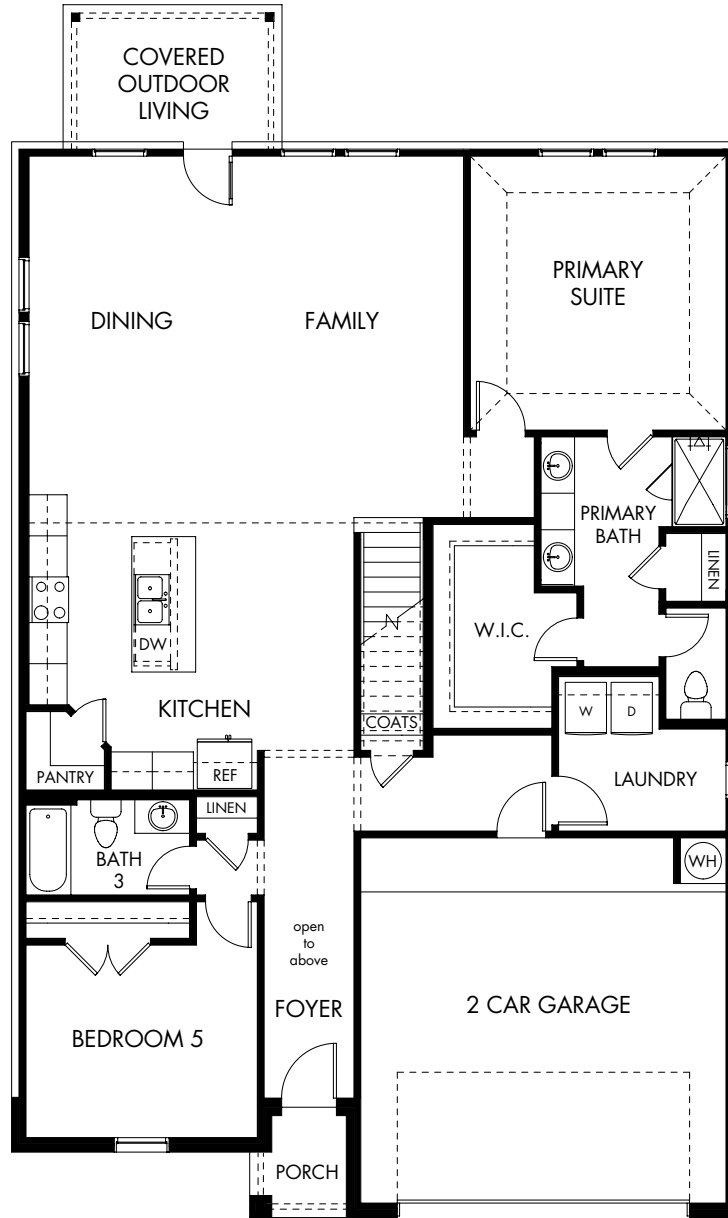 COVERED
OUTDOOR
LIVING
PRIMARY
SUITE
DINING
FAMILY
PRIMARY
BATH
LINEN
W.I.C.
DW
KITCHEN
COATS
W
D
PANTRY
REF
LAUNDRY
LINEN
BATH
3
WH
open
to
above
FOYER
2 CAR GARAGE
BEDROOM 5
PORCH